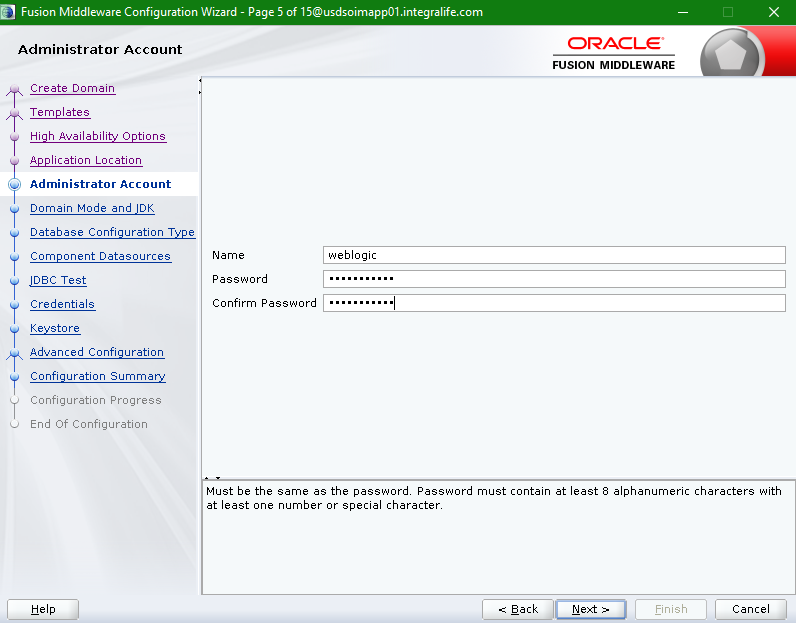 Fusion Middleware Configuration Wizard - Page 5 of 15@usdsoimapp01.integralife.com
Administrator Account
ORACLE
FUSION MIDDLEWARE
Create Domain
Templates
High Availability Options
Application Location
Administrator Account
Domain Mode and JDK
Database Configuration Type
Component Datasources
JDBC Test
Credentials
Keystore
Advanced Configuration
Configuration Summary
Configuration Progress
End Of Configuration
Name weblogic
Password •••••••••••
Confirm Password •••••••••••
Must be the same as the password. Password must contain at least 8 alphanumeric characters with
at least one number or special character.
Help < Back Next > Finish Cancel